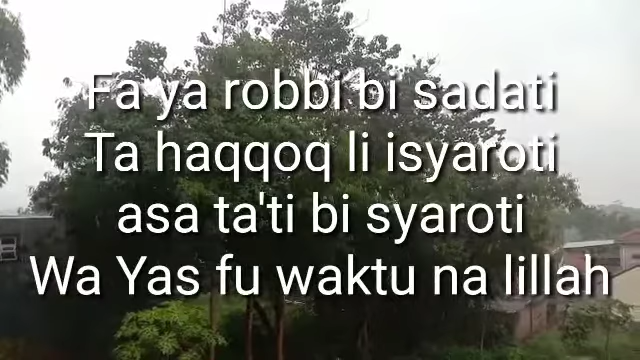 Fa ya robbi bi sadati
Ta haqqoq li isyaroti
asa ta'ti bi syaroti
Wa Yas fu waktu na lillah